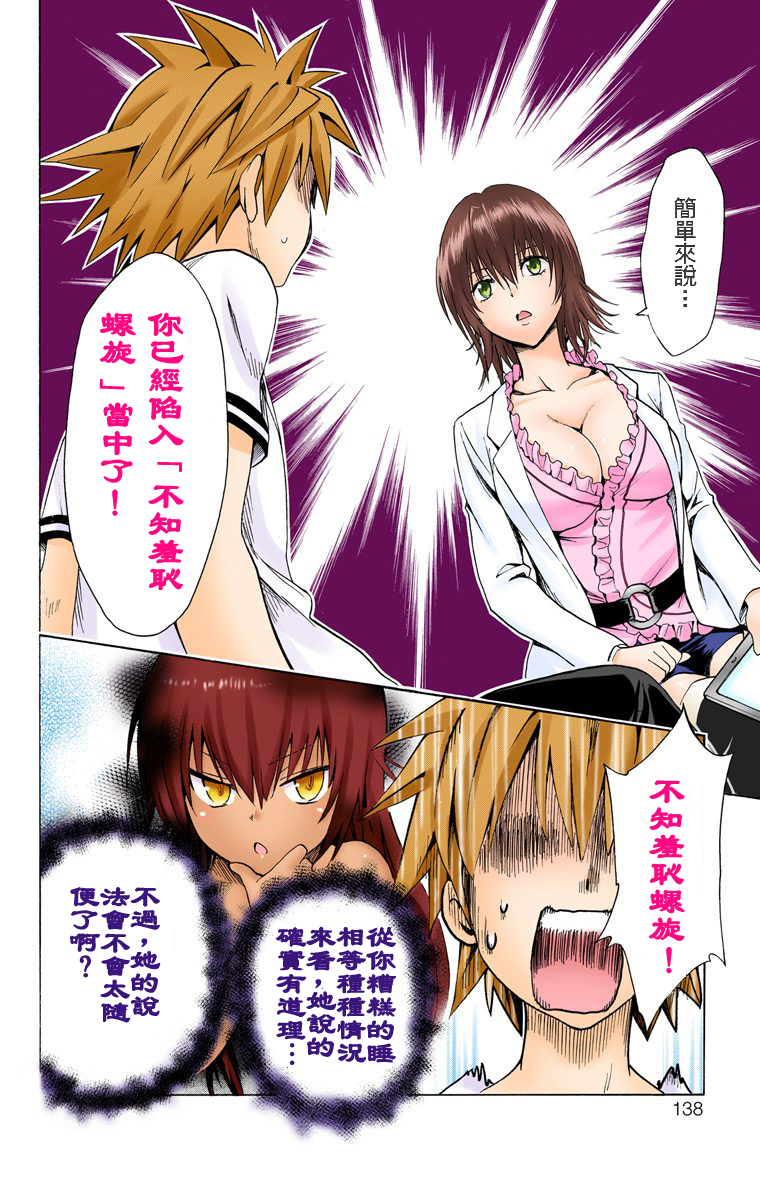 簡單來說…
你已經陷入「不知羞恥
螺旋」當中了！
不知羞恥螺旋！
從你糟糕的睡
相等種種情況
來看，她說的
確實有道理…
不過，她的說
法會不會太隨
便了啊？
138